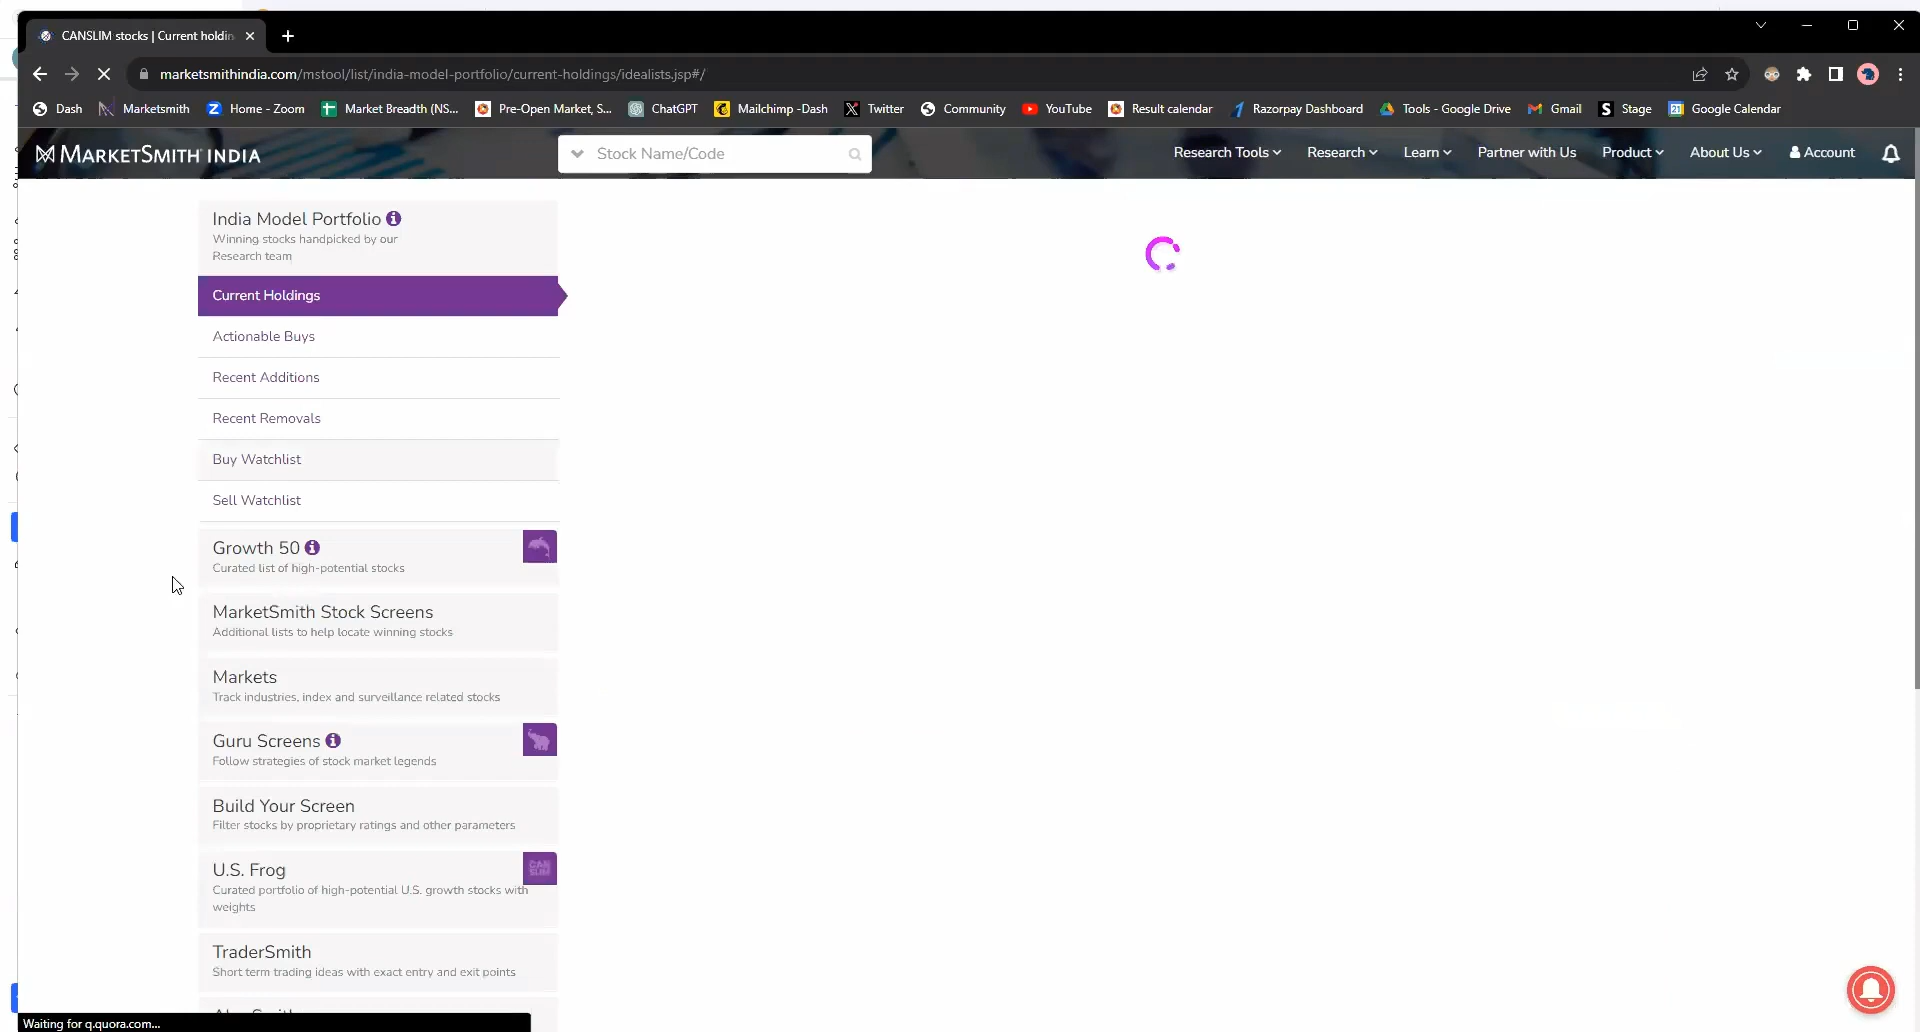 CANSLIM stocks | Current holdin
marketsmithindia.com/mstool/list/india-model-portfolio/current-holdings/idealists.jsp#/
Dash Marketsmith Home - Zoom Market Breadth (NS... Pre-Open Market, S... ChatGPT Mailchimp -Dash Twitter Community YouTube Result calendar Razorpay Dashboard Tools - Google Drive Gmail Stage Google Calendar
MARKETSMITH INDIA Stock Name/Code Research Tools Research Learn Partner with Us Product About Us Account
India Model Portfolio
Winning stocks handpicked by our
Research team
Current Holdings
Actionable Buys
Recent Additions
Recent Removals
Buy Watchlist
Sell Watchlist
Growth 50
Curated list of high-potential stocks
MarketSmith Stock Screens
Additional lists to help locate winning stocks
Markets
Track industries, index and surveillance related stocks
Guru Screens
Follow strategies of stock market legends
Build Your Screen
Filter stocks by proprietary ratings and other parameters
U.S. Frog
CAN
SLIM
Curated portfolio of high-potential U.S. growth stocks with
weights
TraderSmith
Short term trading ideas with exact entry and exit points
Waiting for q.quora.com...